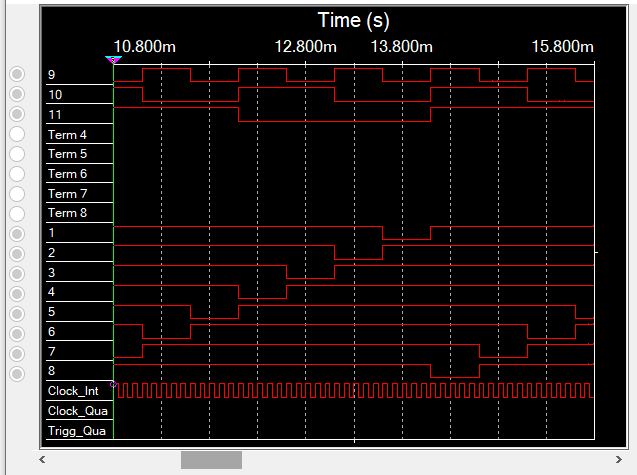 Time (s)
10.800m 12.800m 13.800m 15.800m
9
10
11
Term 4
Term 5
Term 6
Term 7
Term 8
1
2
3
4
5
6
7
8
Clock_Int
Clock_Qua
Trigg_Qua